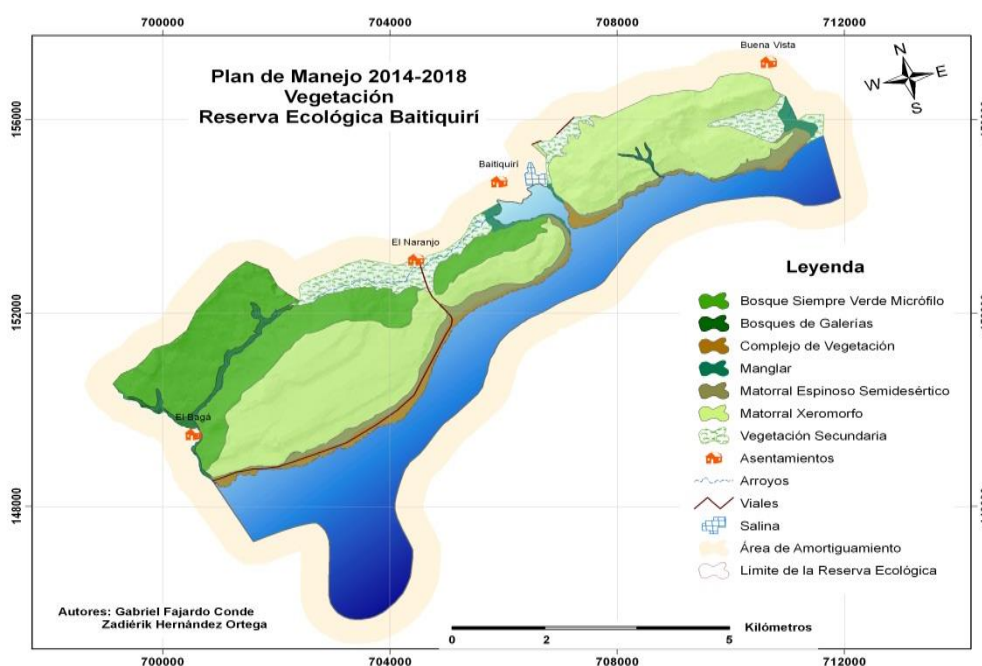 700000 704000 708000 712000
Buena Vista
N
W E
S
Plan de Manejo 2014-2018
Vegetación
Reserva Ecológica Baitiquirí
156000
Baitiquirí
El Naranjo
Leyenda
Bosque Siempre Verde Micrófilo
152000
Bosques de Galerías
Complejo de Vegetación
Manglar
Matorral Espinoso Semidesértico
Matorral Xeromorfo
El Bagá
Vegetación Secundaria
Asentamientos
Arroyos
Viales
148000
Salina
Área de Amortiguamiento
Limite de la Reserva Ecológica
Autores: Gabriel Fajardo Conde
Zadiérik Hernández Ortega
Kilómetros
0 2 5
700000 704000 708000 712000